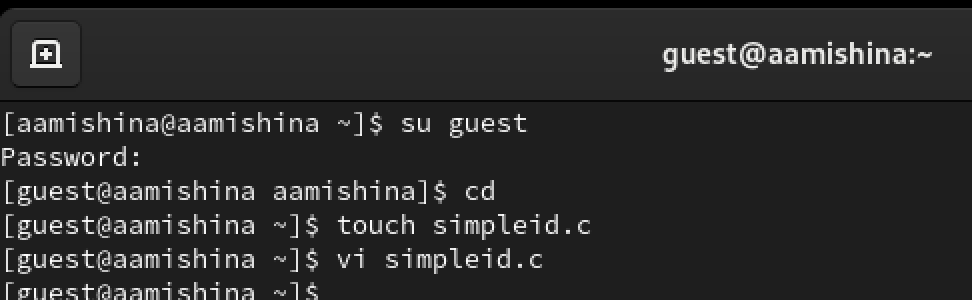 guest@aamishina:~
[aamishina@aamishina ~]$ su guest
Password:
[guest@aamishina aamishina]$ cd
[guest@aamishina ~]$ touch simpleid.c
[guest@aamishina ~]$ vi simpleid.c
[guest@aamishina ~]$